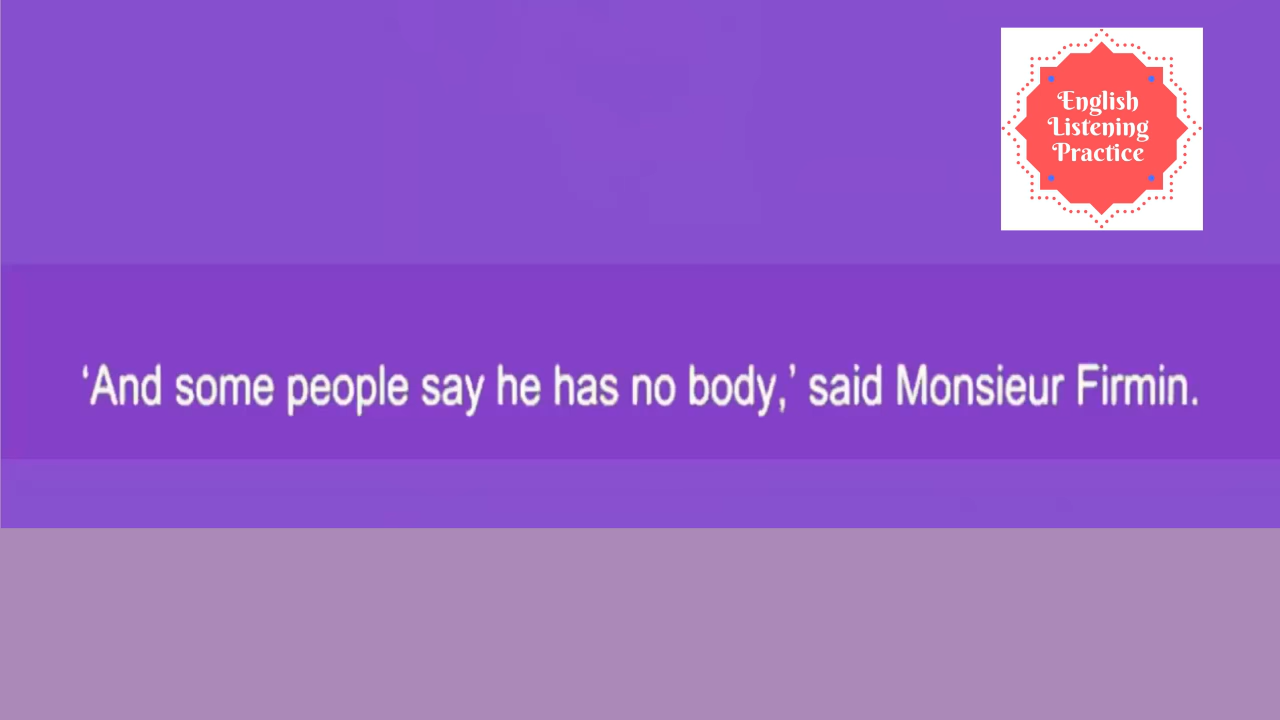 English
Listening
Practice
‘And some people say he has no body,’ said Monsieur Firmin.